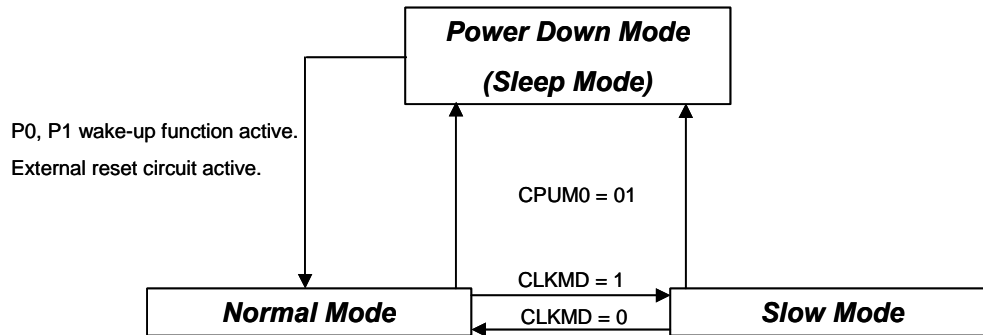 Power Down Mode
(Sleep Mode)
P0, P1 wake-up function active.
External reset circuit active.
CPUM0 = 01
CLKMD = 1
Normal Mode
Slow Mode
CLKMD = 0